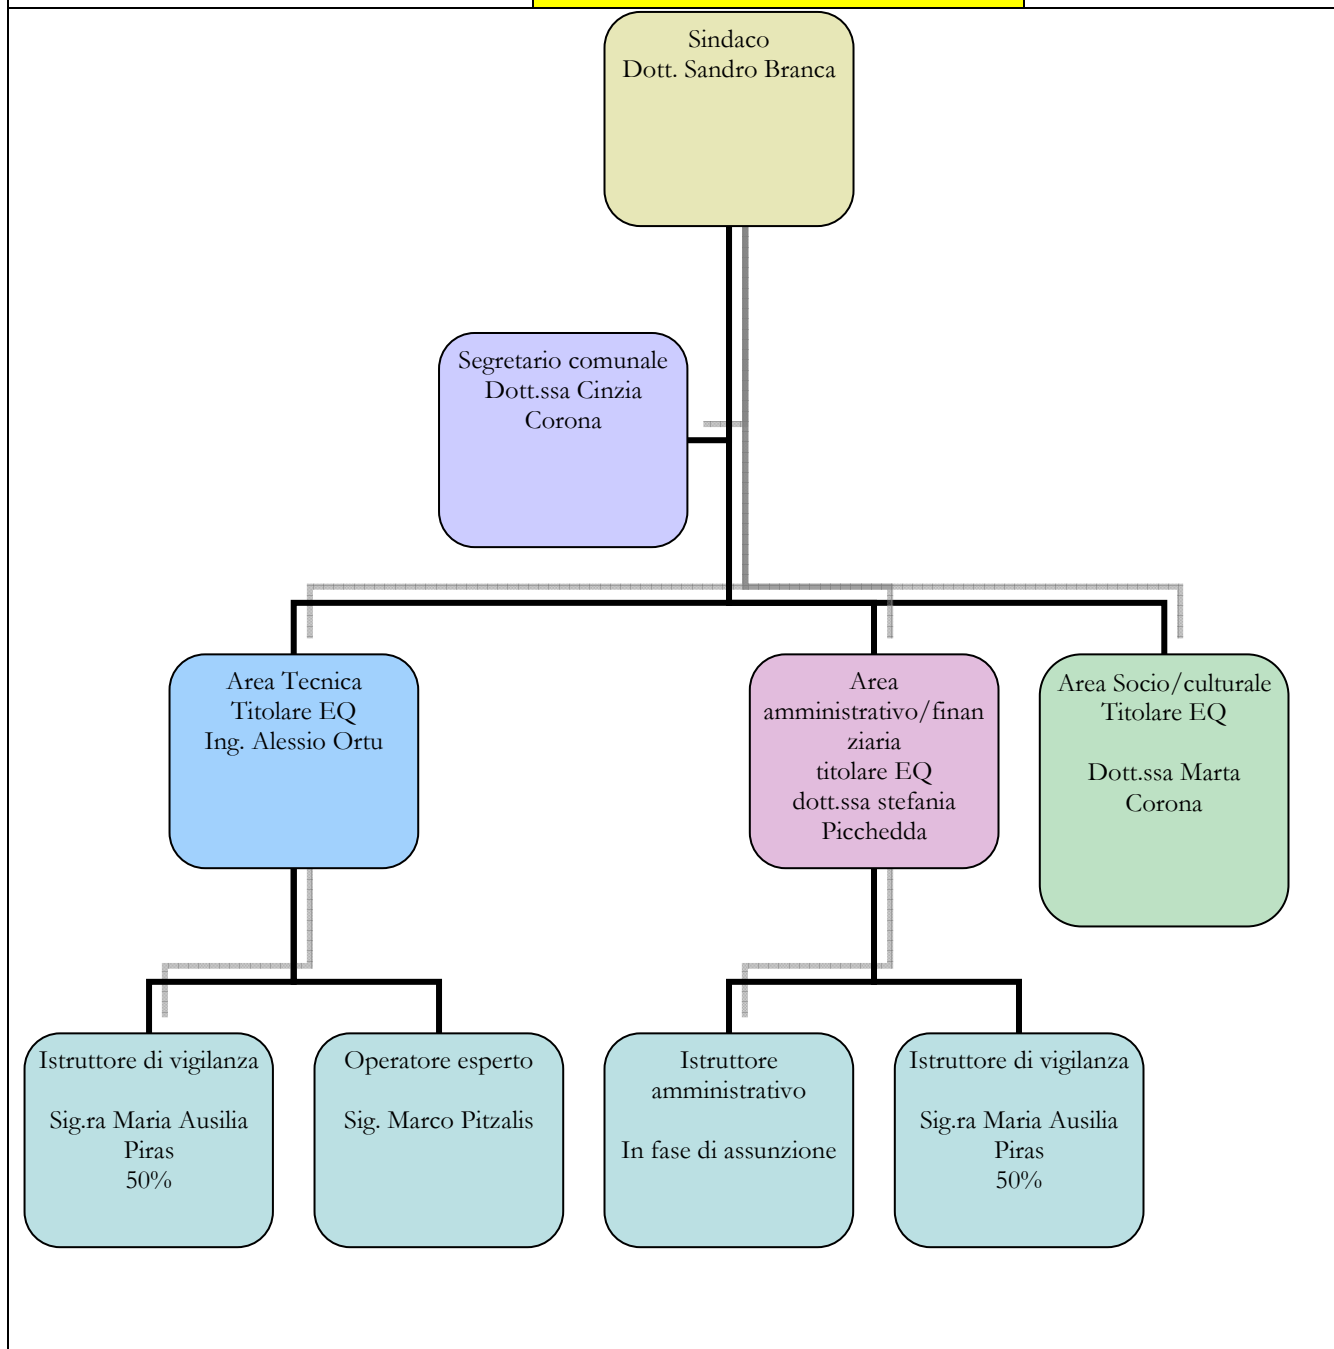 Sindaco
Dott. Sandro Branca
Segretario comunale
Dott.ssa Cinzia
Corona
Area Tecnica
Titolare EQ
Ing. Alessio Ortu
Area
amministrativo/finan
ziaria
titolare EQ
dott.ssa stefania
Picchedda
Area Socio/culturale
Titolare EQ
Dott.ssa Marta
Corona
Istruttore di vigilanza
Sig.ra Maria Ausilia
Piras
50%
Operatore esperto
Sig. Marco Pitzalis
Istruttore
amministrativo
In fase di assunzione
Istruttore di vigilanza
Sig.ra Maria Ausilia
Piras
50%